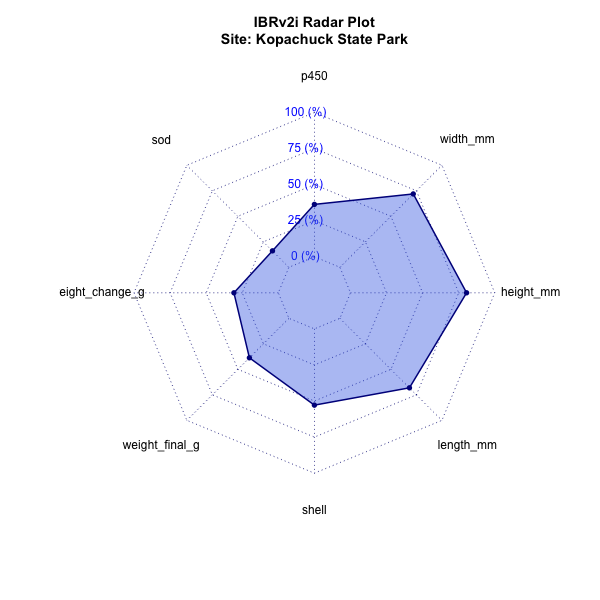 IBRv2i Radar Plot
Site: Kopachuck State Park
p450
100 (%)
sod
width_mm
75 (%)
50 (%)
25 (%)
0 (%)
eight_change_g
height_mm
weight_final_g
length_mm
shell